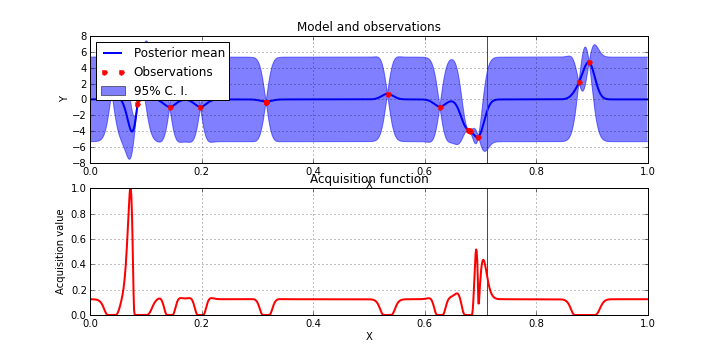 Model and observations
8
6
4
2
0
−2
−4
−6
−8
Y
Posterior mean
Observations
95% C. I.
0.0 0.2 0.4 0.6 0.8 1.0
X
Acquisition function
1.0
0.8
0.6
0.4
0.2
0.0
Acquisition value
0.0 0.2 0.4 0.6 0.8 1.0
X